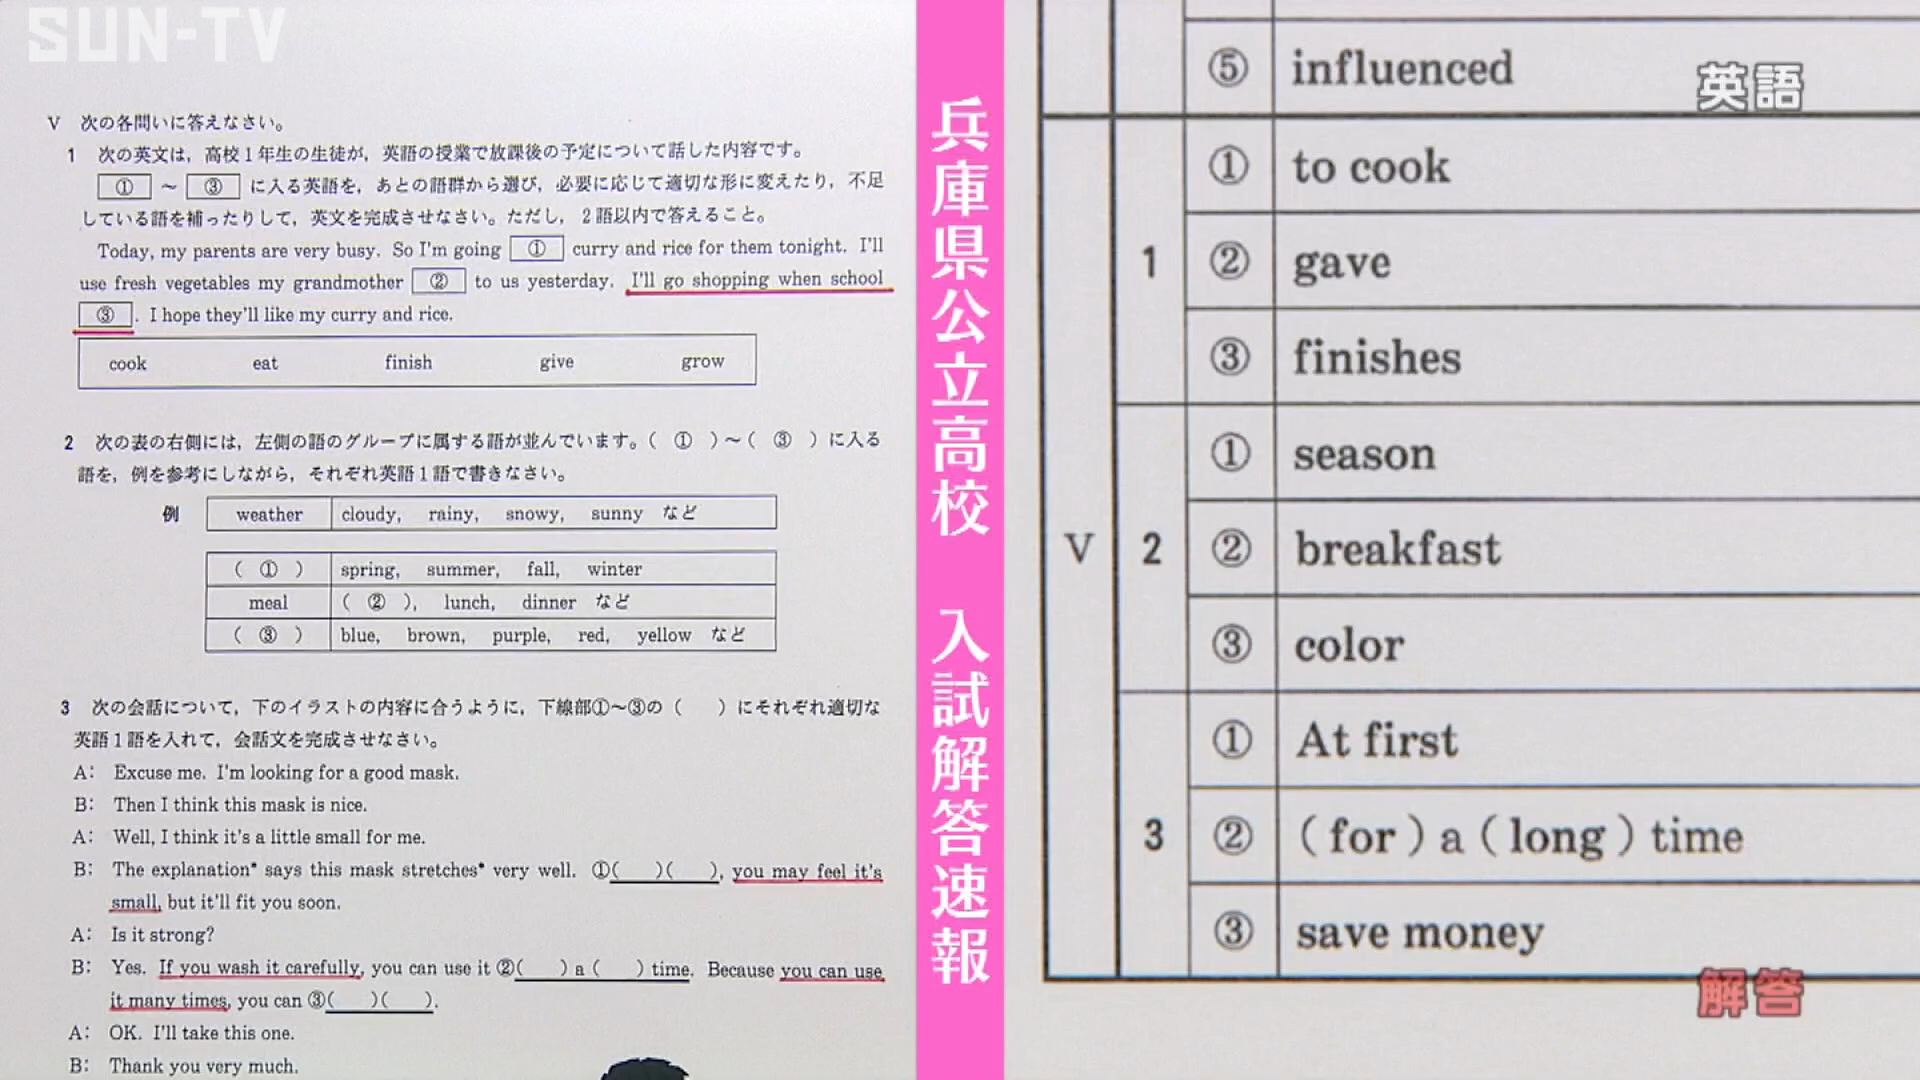 SUN-TV
V 次の各問いに答えなさい。
1 次の英文は，高校1年生の生徒が，英語の授業で放課後の予定について話した内容です。
① ～ ③ に入る英語を，あとの語群から選び，必要に応じて適切な形に変えたり，不足
している語を補ったりして，英文を完成させなさい。ただし，2語以内で答えること。
Today, my parents are very busy. So I'm going ① curry and rice for them tonight. I'll
use fresh vegetables my grandmother ② to us yesterday. I'll go shopping when school
③ . I hope they'll like my curry and rice.
cook eat finish give grow
2 次の表の右側には，左側の語のグループに属する語が並んでいます。（ ① ）～（ ③ ）に入る
語を，例を参考にしながら，それぞれ英語1語で書きなさい。
例 weather cloudy, rainy, snowy, sunny など
( ① ) spring, summer, fall, winter
meal ( ② ), lunch, dinner など
( ③ ) blue, brown, purple, red, yellow など
3 次の会話について，下のイラストの内容に合うように，下線部①～③の（ ）にそれぞれ適切な
英語1語を入れて，会話文を完成させなさい。
A: Excuse me. I'm looking for a good mask.
B: Then I think this mask is nice.
A: Well, I think it's a little small for me.
B: The explanation* says this mask stretches* very well. ①( )( ), you may feel it's
small, but it'll fit you soon.
A: Is it strong?
B: Yes. If you wash it carefully, you can use it ②( ) a ( ) time. Because you can use
it many times, you can ③( )( ).
A: OK. I'll take this one.
B: Thank you very much.
兵庫県公立高校 入試解答速報
英語
⑤ influenced
V
1
① to cook
② gave
③ finishes
2
① season
② breakfast
③ color
3
① At first
② ( for ) a ( long ) time
③ save money
解答